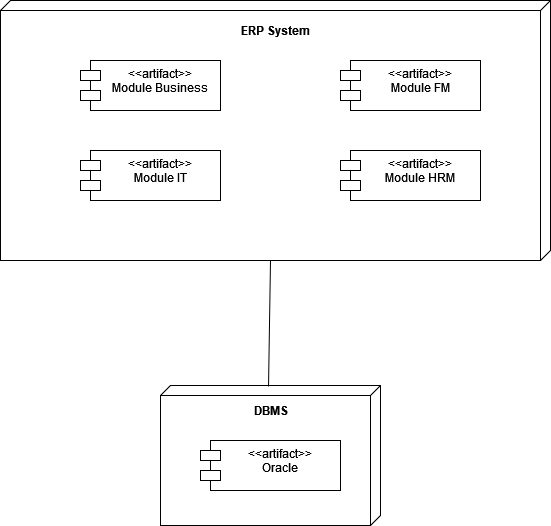 ERP System
<<artifact>>
Module Business
<<artifact>>
Module FM
<<artifact>>
Module IT
<<artifact>>
Module HRM
DBMS
<<artifact>>
Oracle